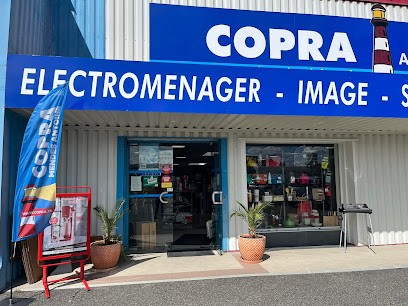 COPRA A
ELECTROMENAGER - IMAGE - S
COPRA